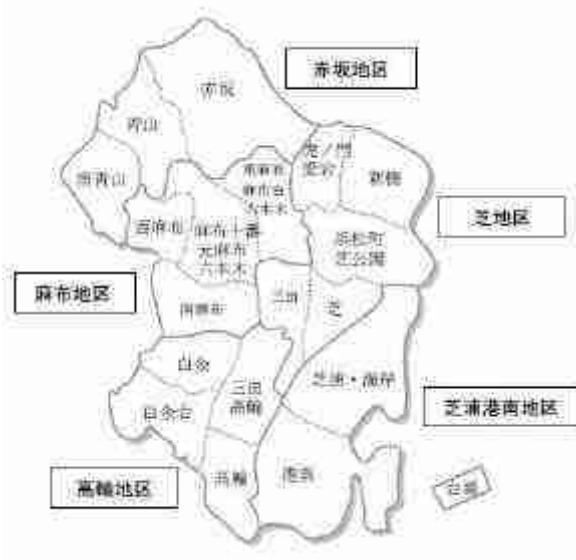 赤坂地区
赤坂
青山
南青山
虎ノ門
愛宕
新橋
東麻布
麻布台
六本木
芝地区
西麻布
麻布十番
元麻布
六本木
浜松町
芝公園
麻布地区
南麻布
三田
芝
白金
三田
高輪
芝浦・海岸
芝浦港南地区
白金台
高輪地区
高輪
港南
台場